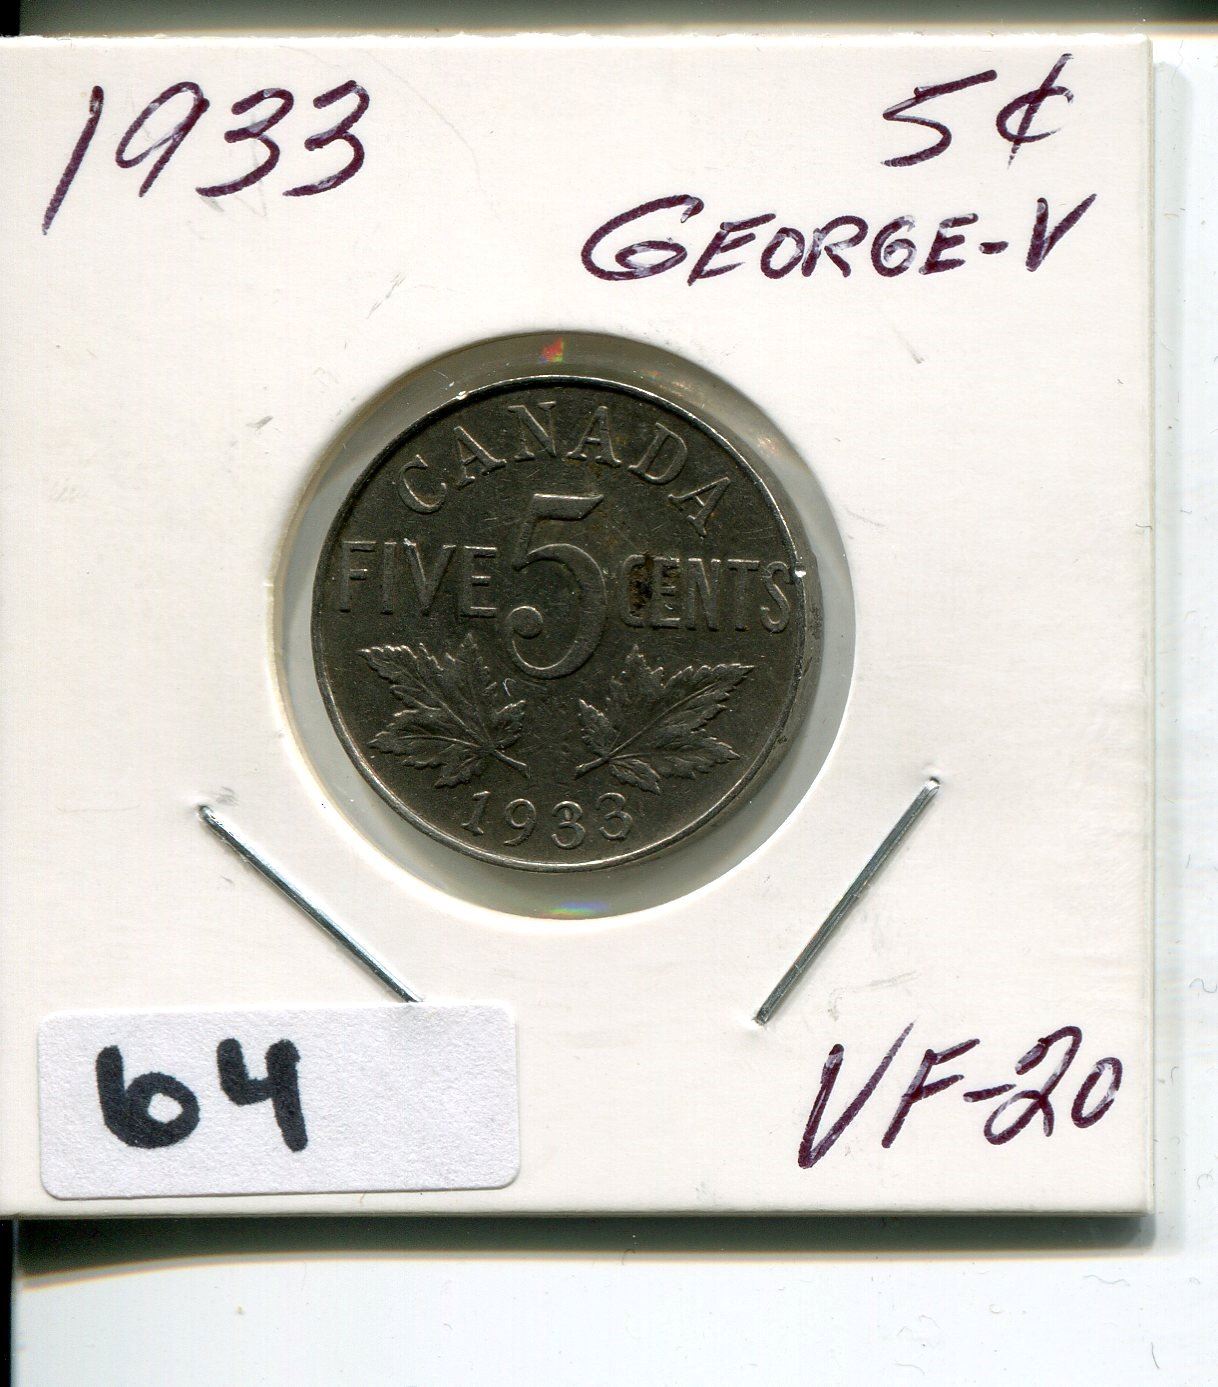 1933
5¢
GEORGE-V
CANADA
FIVE 5 CENTS
1933
64
VF-20